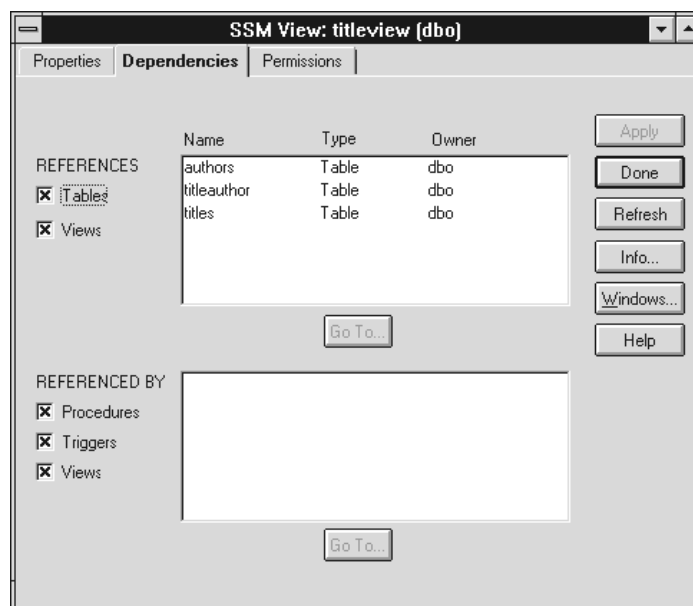 SSM View: titleview (dbo)
Properties Dependencies Permissions
Name Type Owner
REFERENCES
Tables
Views
authors Table dbo
titleauthor Table dbo
titles Table dbo
Go To...
REFERENCED BY
Procedures
Triggers
Views
Go To...
Apply
Done
Refresh
Info...
Windows...
Help